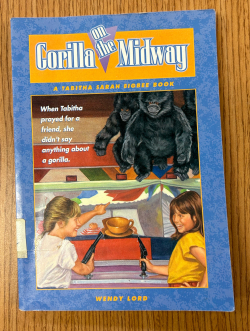 on
the
Gorilla Midway
A TABITHA SARAH BIGBEE BOOK
When Tabitha
prayed for a
friend, she
didn't say
anything about
a gorilla.
WENDY LORD